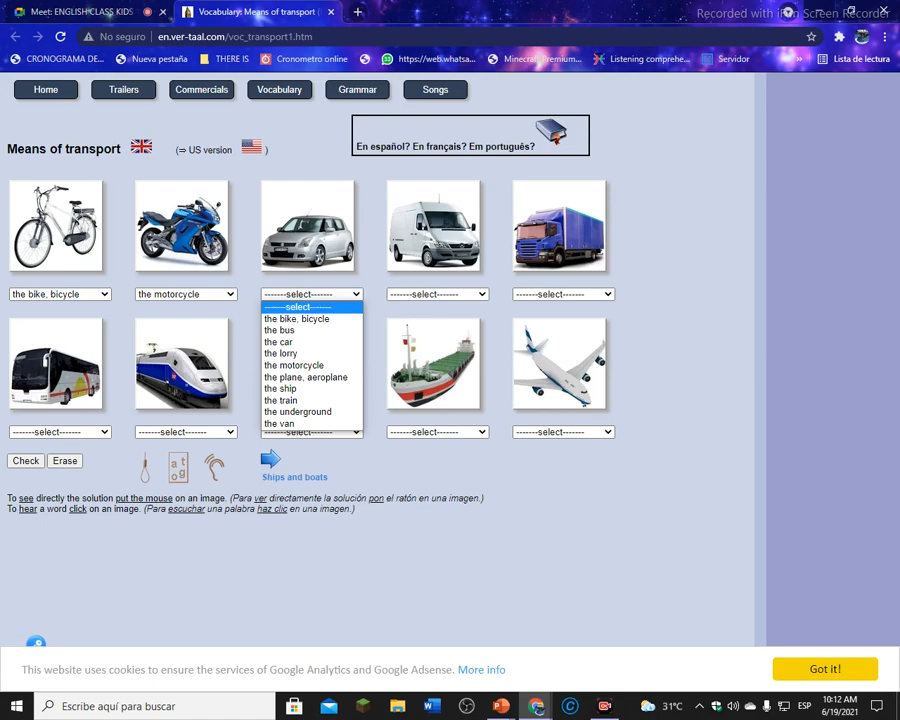 Meet: ENGLISH CLASS KIDS
Vocabulary: Means of transport (
Recorded with iFun Screen Recorder
No seguro
en.ver-taal.com/voc_transport1.htm
CRONOGRAMA DE...
Nueva pestaña
THERE IS
Cronometro online
https://web.whatsa...
Minecraft Premium...
Listening comprehe...
Servidor
»
Lista de lectura
Home
Trailers
Commercials
Vocabulary
Grammar
Songs
Means of transport
(⇒ US version )
En español? En français? Em português?
the bike, bicycle
the motorcycle
-------select-------
-------select-------
-------select-------
-------select-------
the bike, bicycle
the bus
the car
the lorry
the motorcycle
the plane, aeroplane
the ship
the train
the underground
the van
-------select-------
-------select-------
-------select-------
-------select-------
-------select-------
Check
Erase
a t
o g
Ships and boats
To see directly the solution put the mouse on an image. (Para ver directamente la solución pon el ratón en una imagen.)
To hear a word click on an image. (Para escuchar una palabra haz clic en una imagen.)
This website uses cookies to ensure the services of Google Analytics and Google Adsense. More info
Got it!
Escribe aquí para buscar
31°C
ESP
10:12 AM
6/19/2021